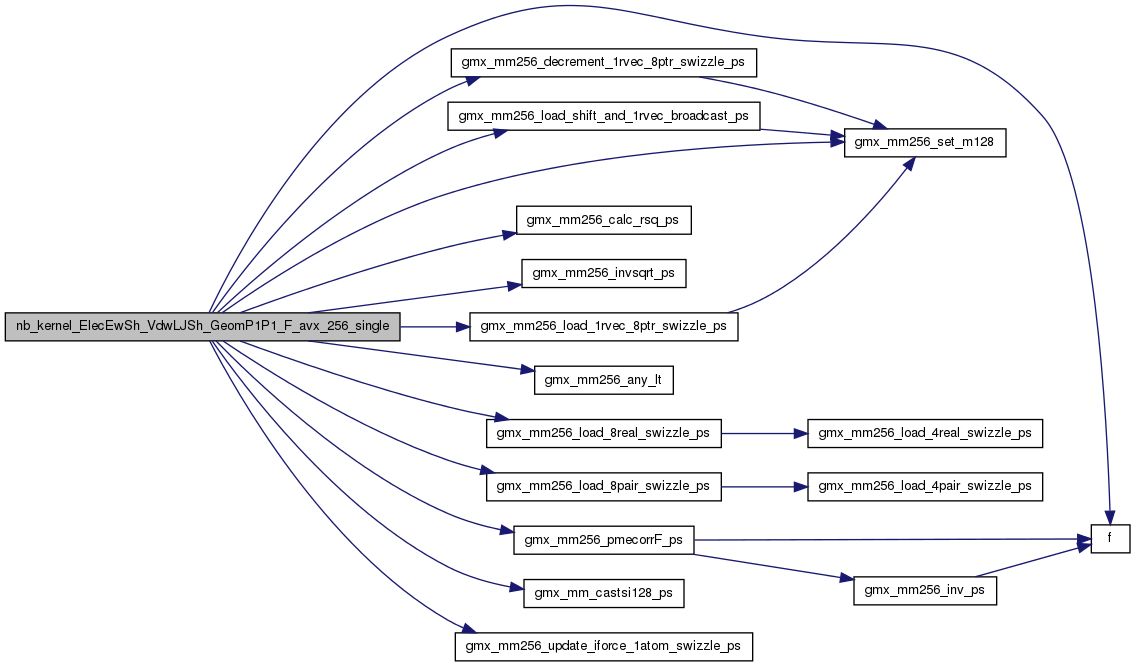 gmx_mm256_decrement_1rvec_8ptr_swizzle_ps
gmx_mm256_load_shift_and_1rvec_broadcast_ps
gmx_mm256_set_m128
gmx_mm256_calc_rsq_ps
gmx_mm256_invsqrt_ps
nb_kernel_ElecEwSh_VdwLJSh_GeomP1P1_F_avx_256_single
gmx_mm256_load_1rvec_8ptr_swizzle_ps
gmx_mm256_any_lt
gmx_mm256_load_8real_swizzle_ps
gmx_mm256_load_4real_swizzle_ps
gmx_mm256_load_8pair_swizzle_ps
gmx_mm256_load_4pair_swizzle_ps
gmx_mm256_pmecorrF_ps
f
gmx_mm256_inv_ps
gmx_mm_castsi128_ps
gmx_mm256_update_iforce_1atom_swizzle_ps